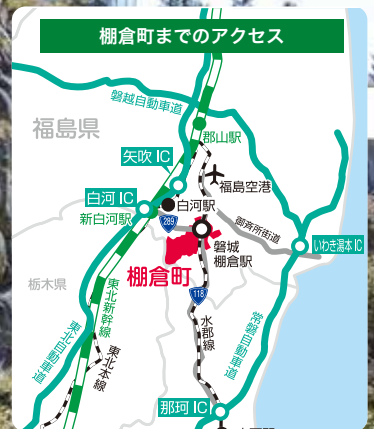 棚倉町までのアクセス
磐越自動車道
福島県
郡山駅
矢吹 IC
福島空港
白河 IC
白河駅
新白河駅
289
御斉所街道
いわき湯本 IC
磐城
棚倉駅
棚倉町
栃木県
118
東北新幹線
水郡線
常磐自動車道
東北自動車道
東北本線
那珂 IC